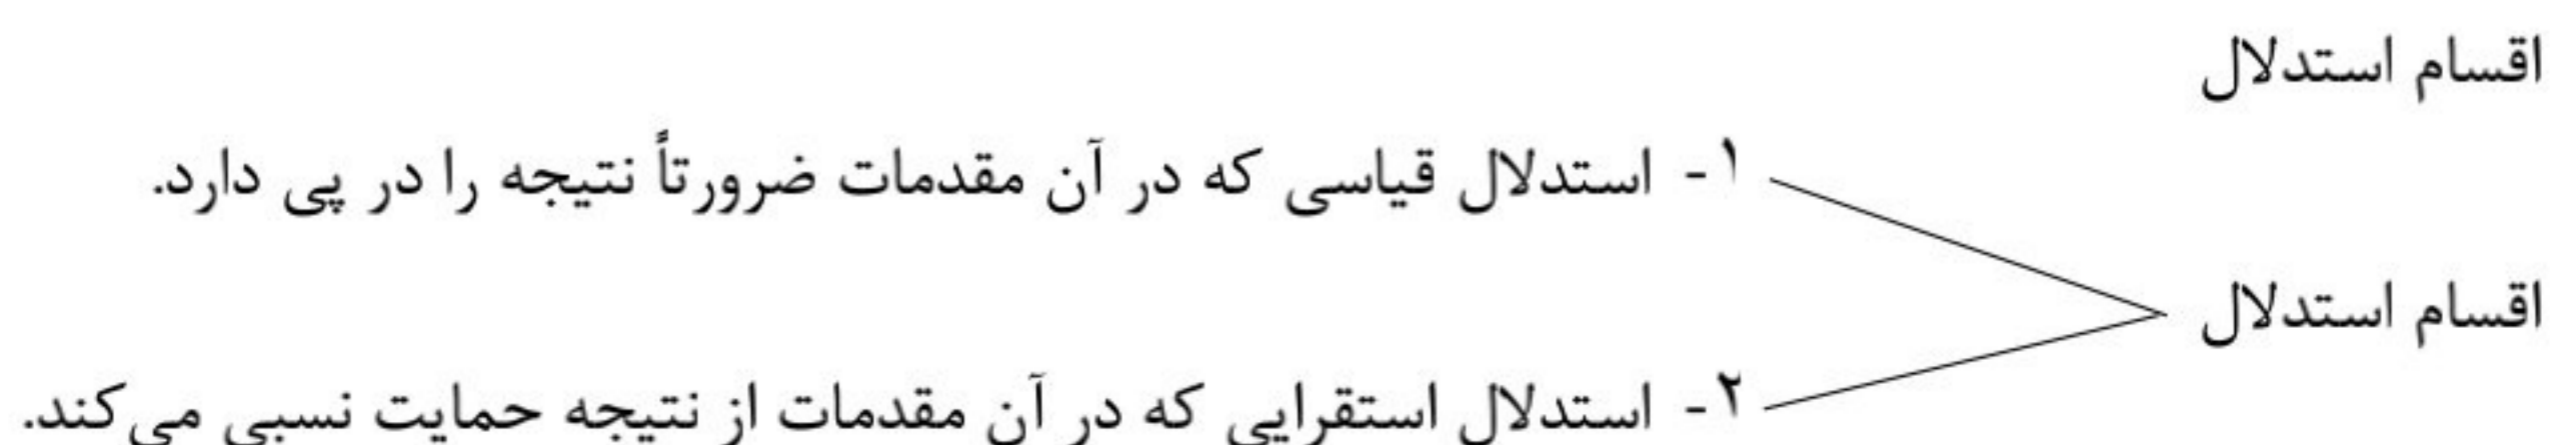 اقسام استدلال
۱- استدلال قیاسی که در آن مقدمات ضرورتاً نتیجه را در پی دارد.
اقسام استدلال
۲- استدلال استقرایی که در آن مقدمات از نتیجه حمایت نسبی می‌کند.